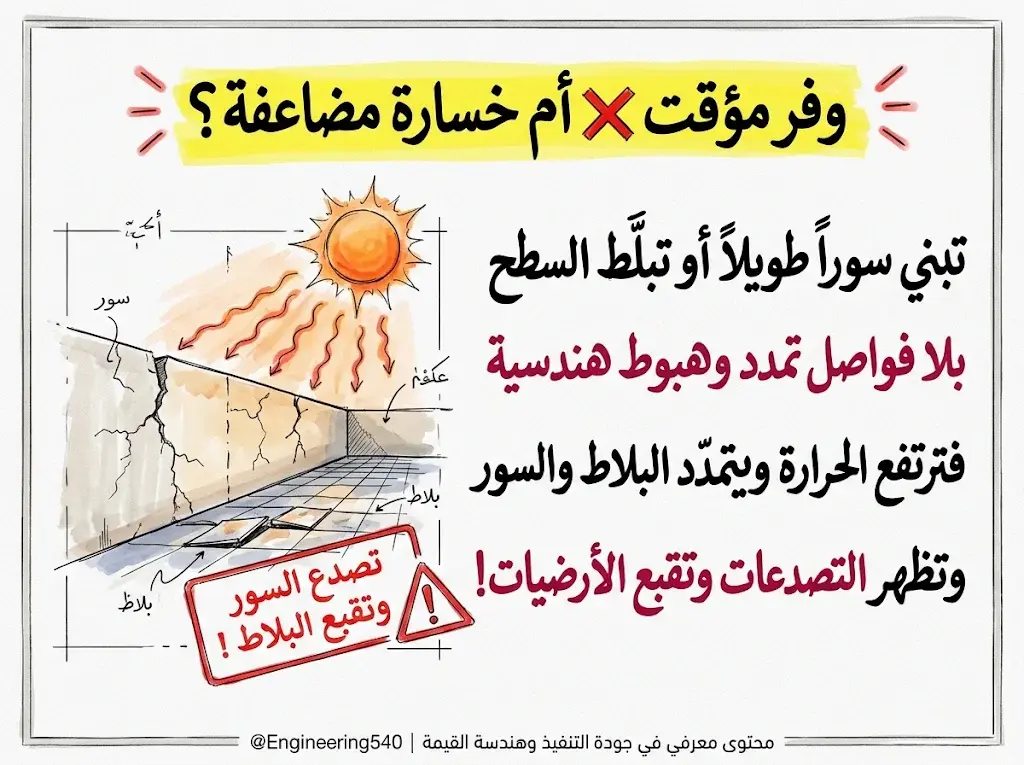 وفر مؤقت ❌ أم خسارة مضاعفة؟
تبني سوراً طويلاً أو تبلَّط السطح
بلا فواصل تمدد وهبوط هندسية
فترتفع الحرارة ويتمدّد البلاط والسور
وتظهر التصدعات وتقبع الأرضيات!
سور
بلاط
بلاظ
تصدع السور
وتقبع البلاط !
محتوى معرفي في جودة التنفيذ وهندسة القيمة | @Engineering540